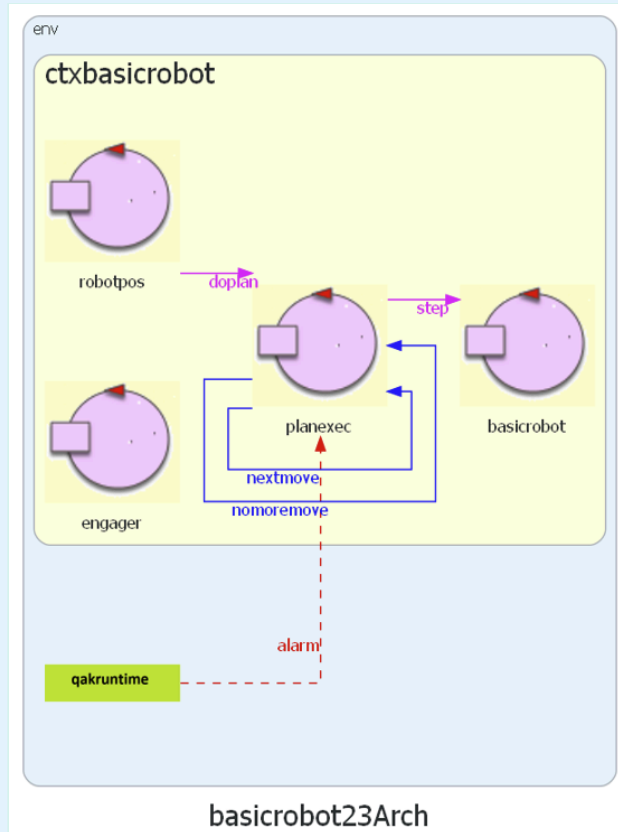 env
ctxbasicrobot
robotpos
doplan
step
planexec
basicrobot
nextmove
nomoremove
engager
alarm
qakruntime
basicrobot23Arch